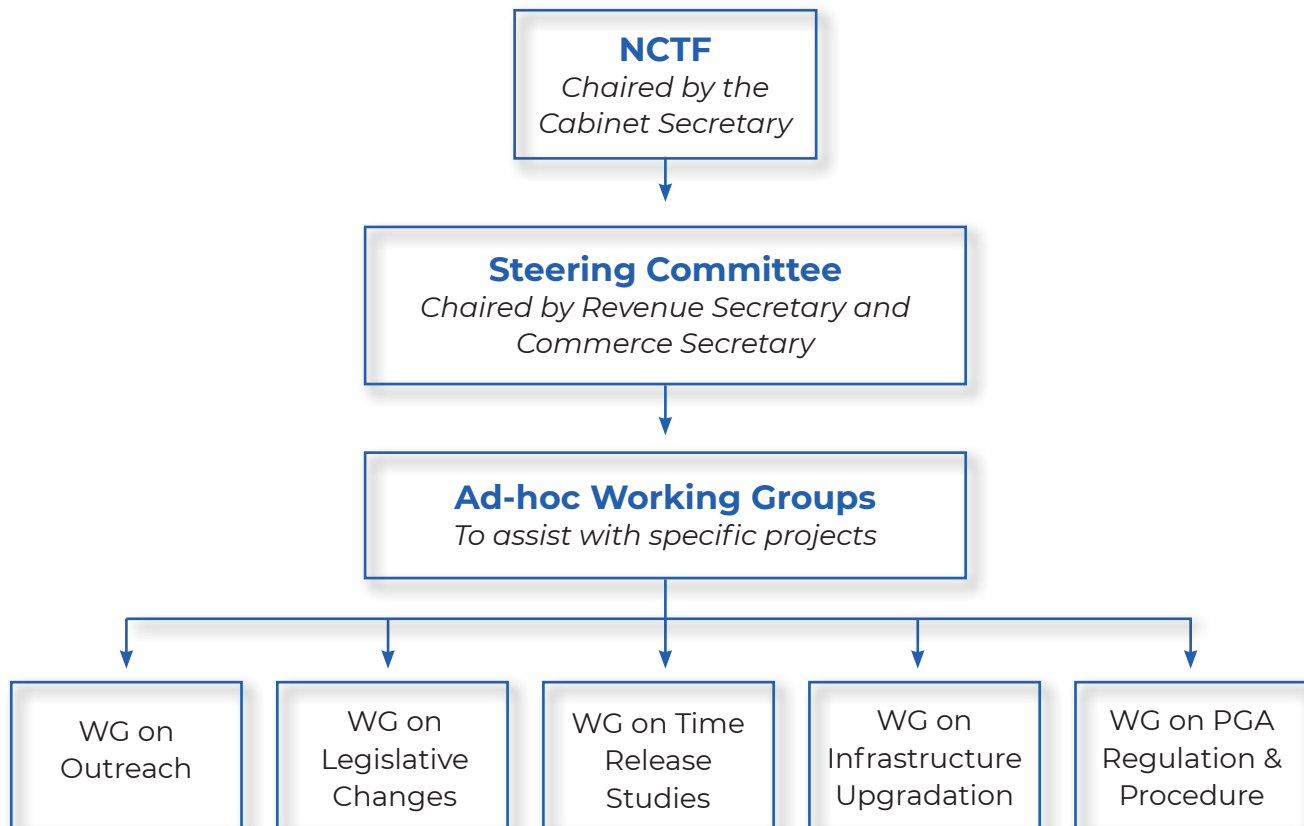 NCTF
Chaired by the
Cabinet Secretary
Steering Committee
Chaired by Revenue Secretary and
Commerce Secretary
Ad-hoc Working Groups
To assist with specific projects
WG on
Outreach
WG on
Legislative
Changes
WG on Time
Release
Studies
WG on
Infrastructure
Upgradation
WG on PGA
Regulation &
Procedure